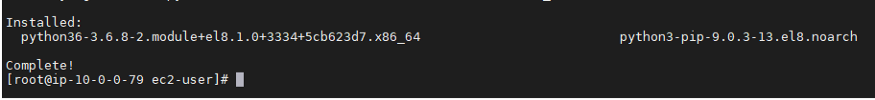 Installed:
python36-3.6.8-2.module+el8.1.0+3334+5cb623d7.x86_64 python3-pip-9.0.3-13.el8.noarch
Complete!
[root@ip-10-0-0-79 ec2-user]#